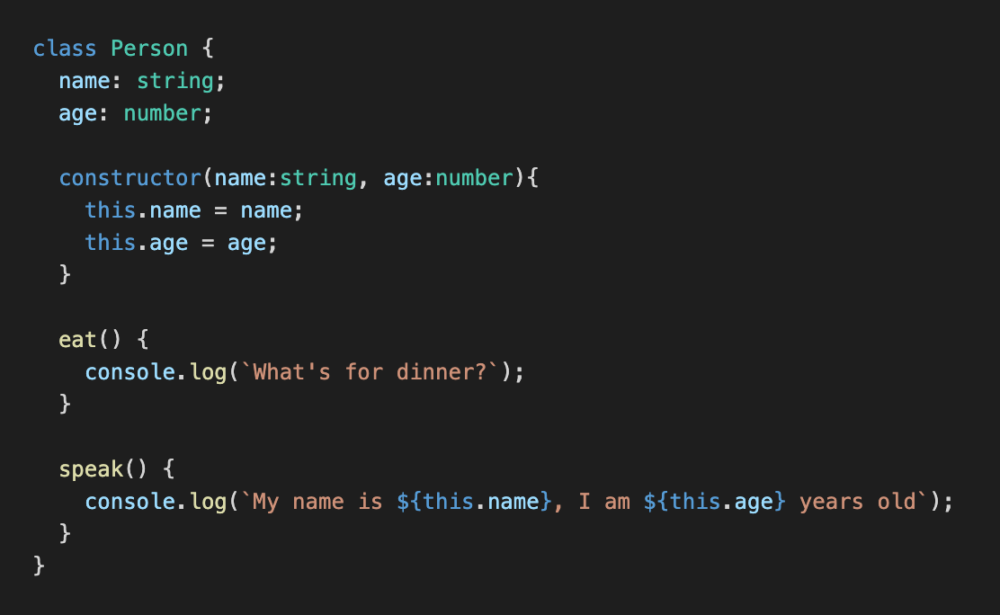 class Person {
  name: string;
  age: number;

  constructor(name:string, age:number){
    this.name = name;
    this.age = age;
  }

  eat() {
    console.log(`What's for dinner?`);
  }

  speak() {
    console.log(`My name is ${this.name}, I am ${this.age} years old`);
  }
}